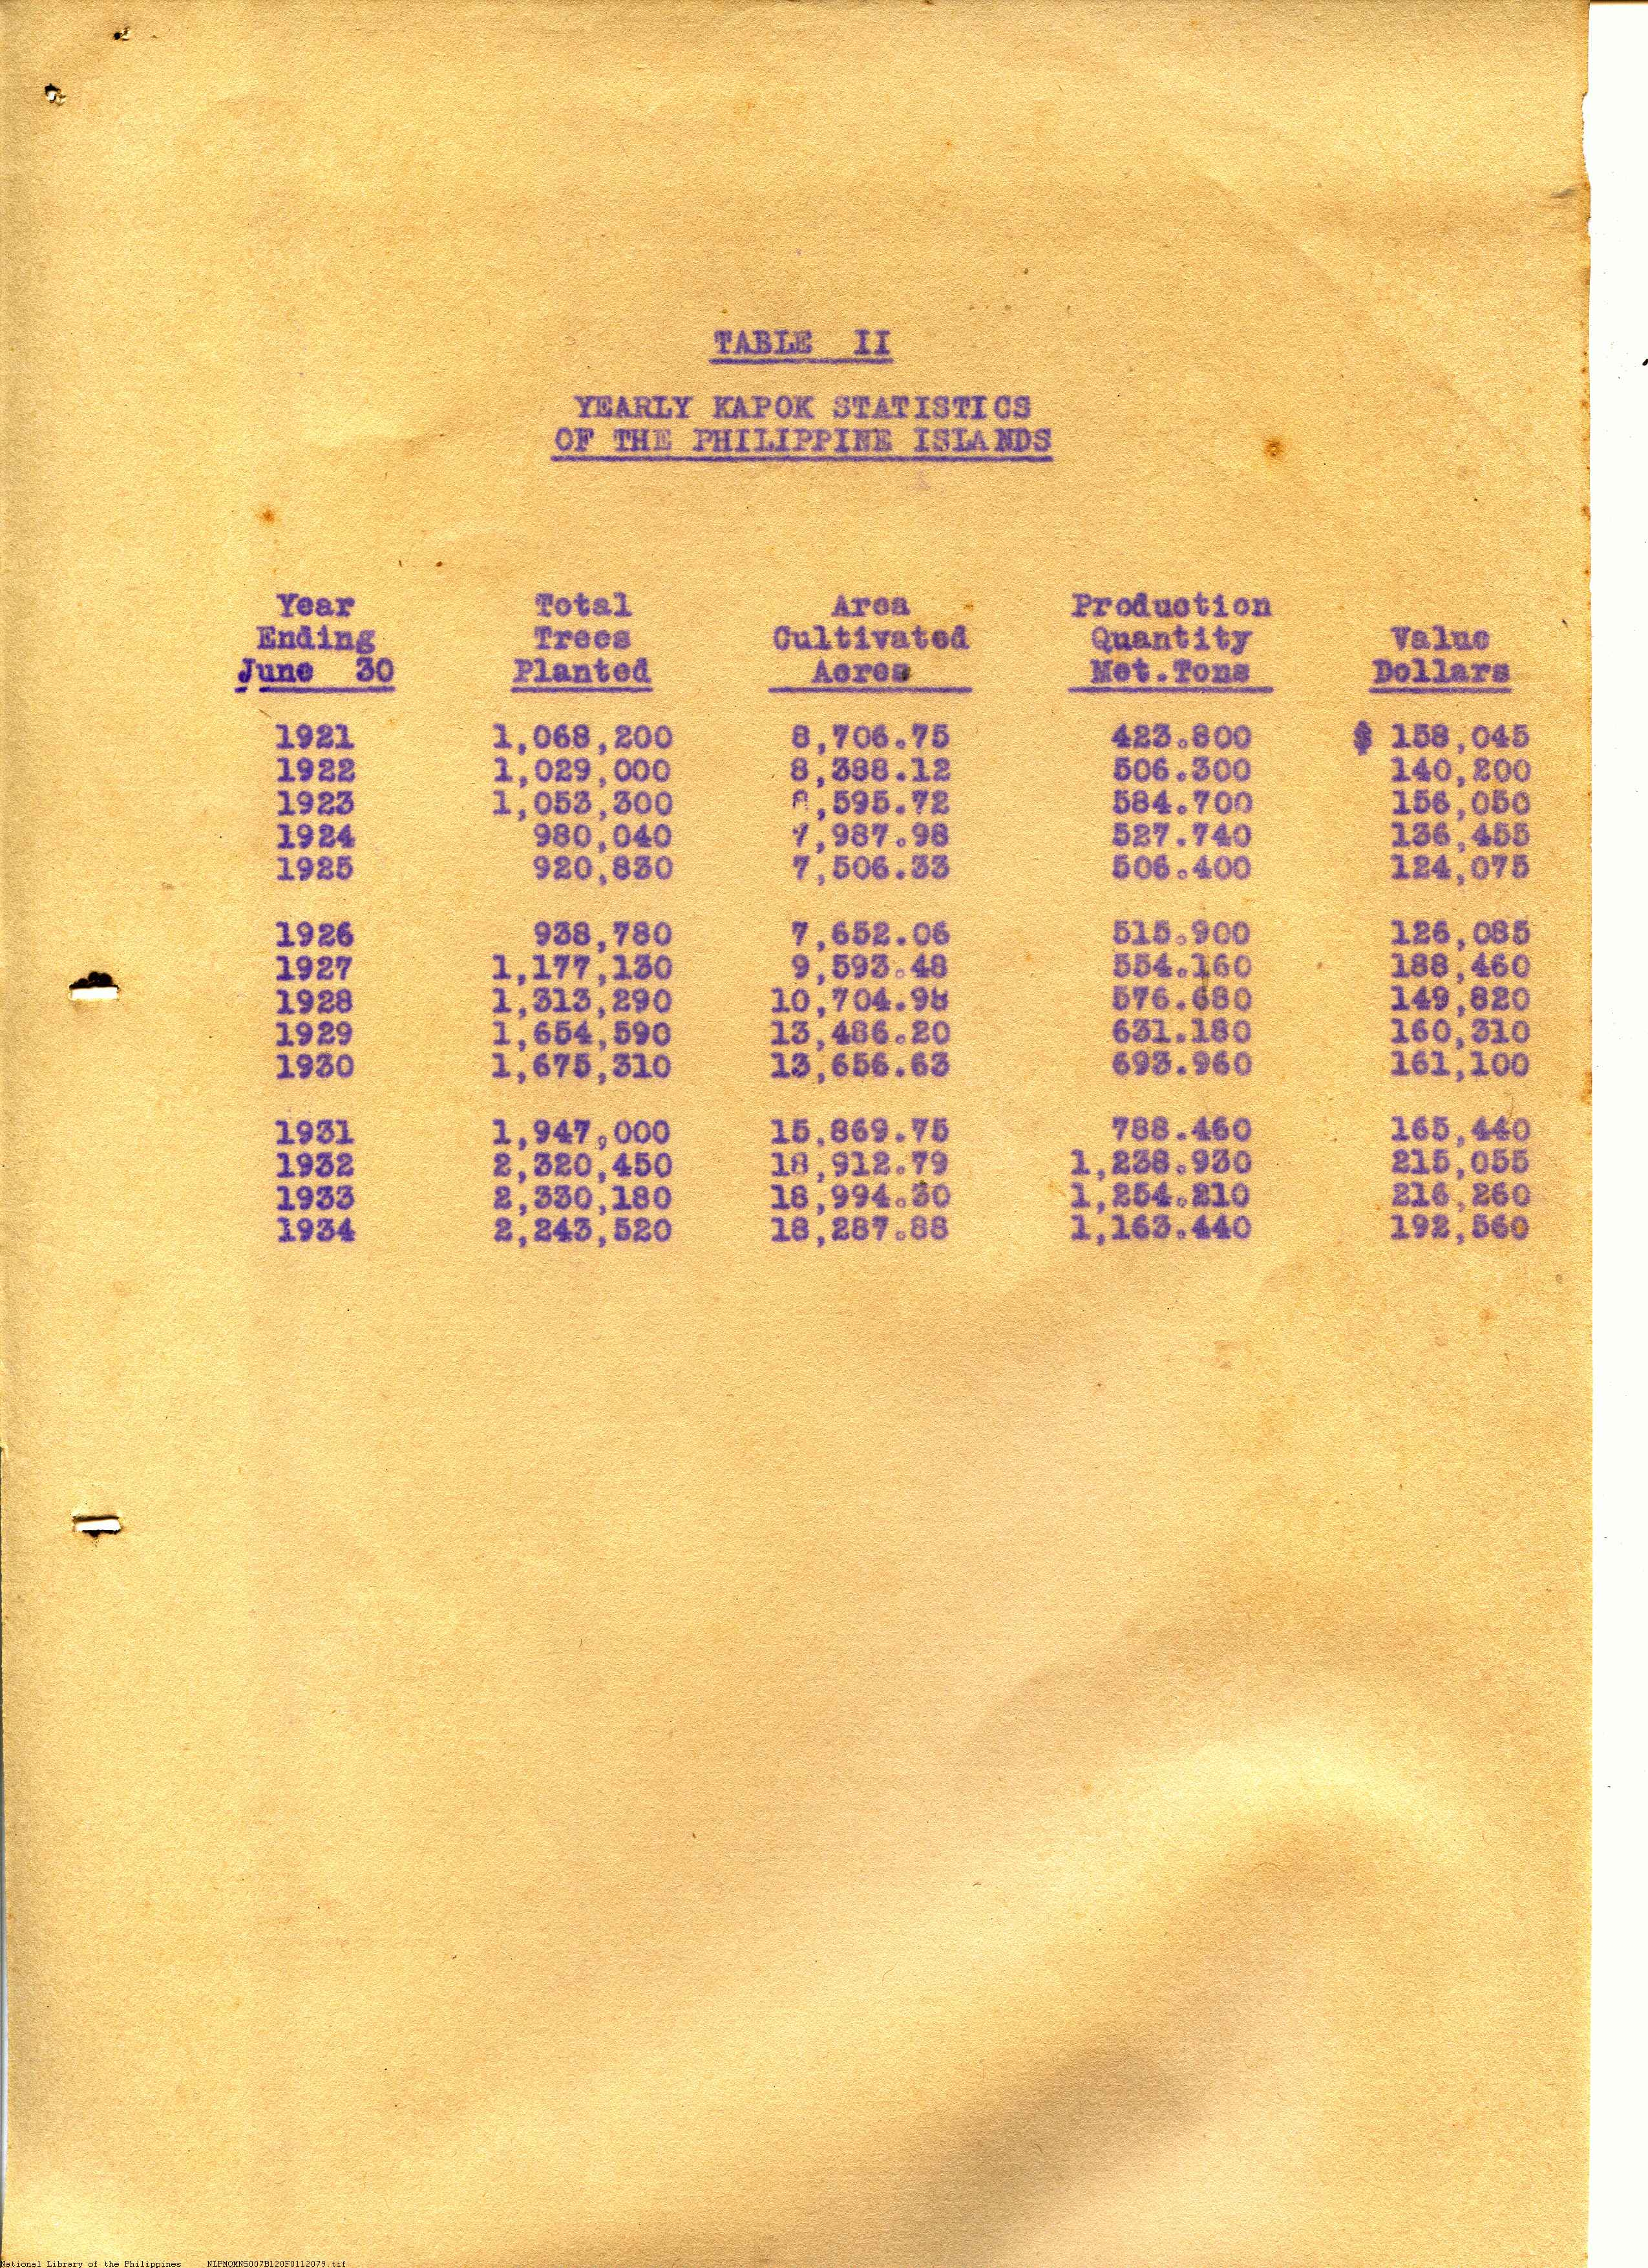 TABLE II
YEARLY KAPOK STATISTICS
OF THE PHILIPPINE ISLANDS
Year Total Area Production
Ending Trees Cultivated Quantity Value
June 30 Planted Acres Met.Tons Dollars
1921 1,068,200 8,706.75 423.800 $ 158,045
1922 1,029,000 8,388.12 506.300 140,200
1923 1,053,300 8,595.72 584.700 156,050
1924 980,040 7,987.98 527.740 136,455
1925 920,830 7,506.33 506.400 124,075
1926 938,780 7,652.06 515.900 126,085
1927 1,177,130 9,593.48 554.160 188,460
1928 1,313,290 10,704.98 576.680 149,820
1929 1,654,590 13,486.20 631.180 160,310
1930 1,675,310 13,656.63 693.960 161,100
1931 1,947,000 15,869.75 788.460 165,440
1932 2,320,450 18,912.79 1,238.930 215,055
1933 2,330,180 18,994.30 1,254.210 216,260
1934 2,243,520 18,287.88 1,163.440 192,560
National Library of the Philippines NLPMQMN5007B120F0112079.tif